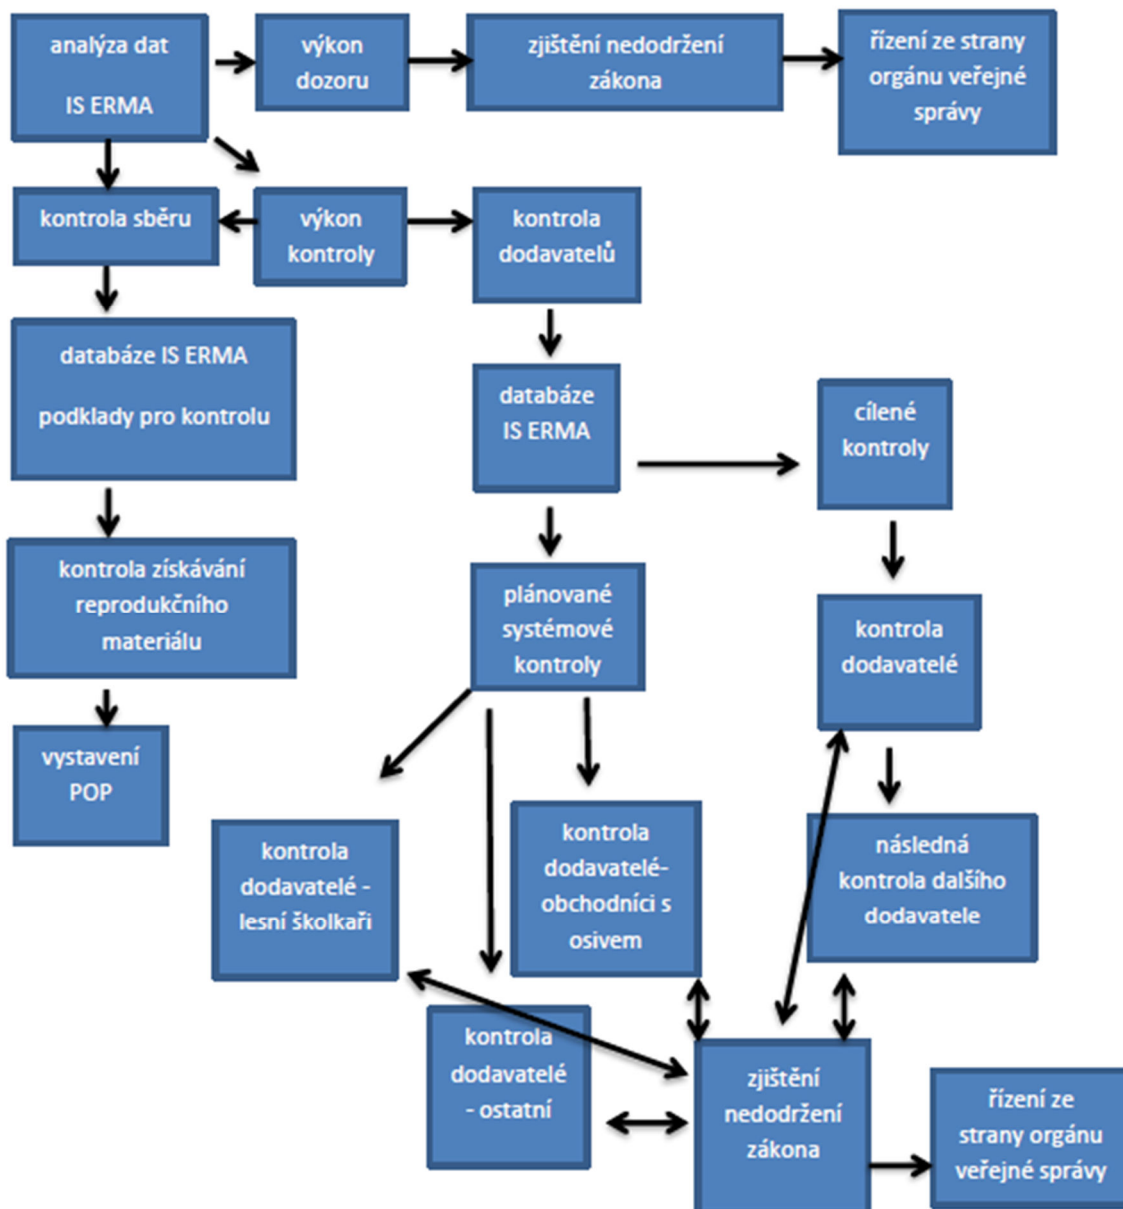 analýza dat
IS ERMA
výkon
dozoru
zjištění nedodržení
zákona
řízení ze strany
orgánu veřejné
správy
kontrola sběru
výkon
kontroly
kontrola
dodavatelů
databáze IS ERMA
podklady pro kontrolu
databáze
IS ERMA
cílené
kontroly
kontrola získávání
reprodukčního
materiálu
plánované
systémové
kontroly
kontrola
dodavatelé
vystavení
POP
kontrola
dodavatelé -
lesní školkaři
kontrola
dodavatelé-
obchodníci s
osivem
následná
kontrola dalšího
dodavatele
kontrola
dodavatelé
- ostatní
zjištění
nedodržení
zákona
řízení ze
strany orgánu
veřejné správy